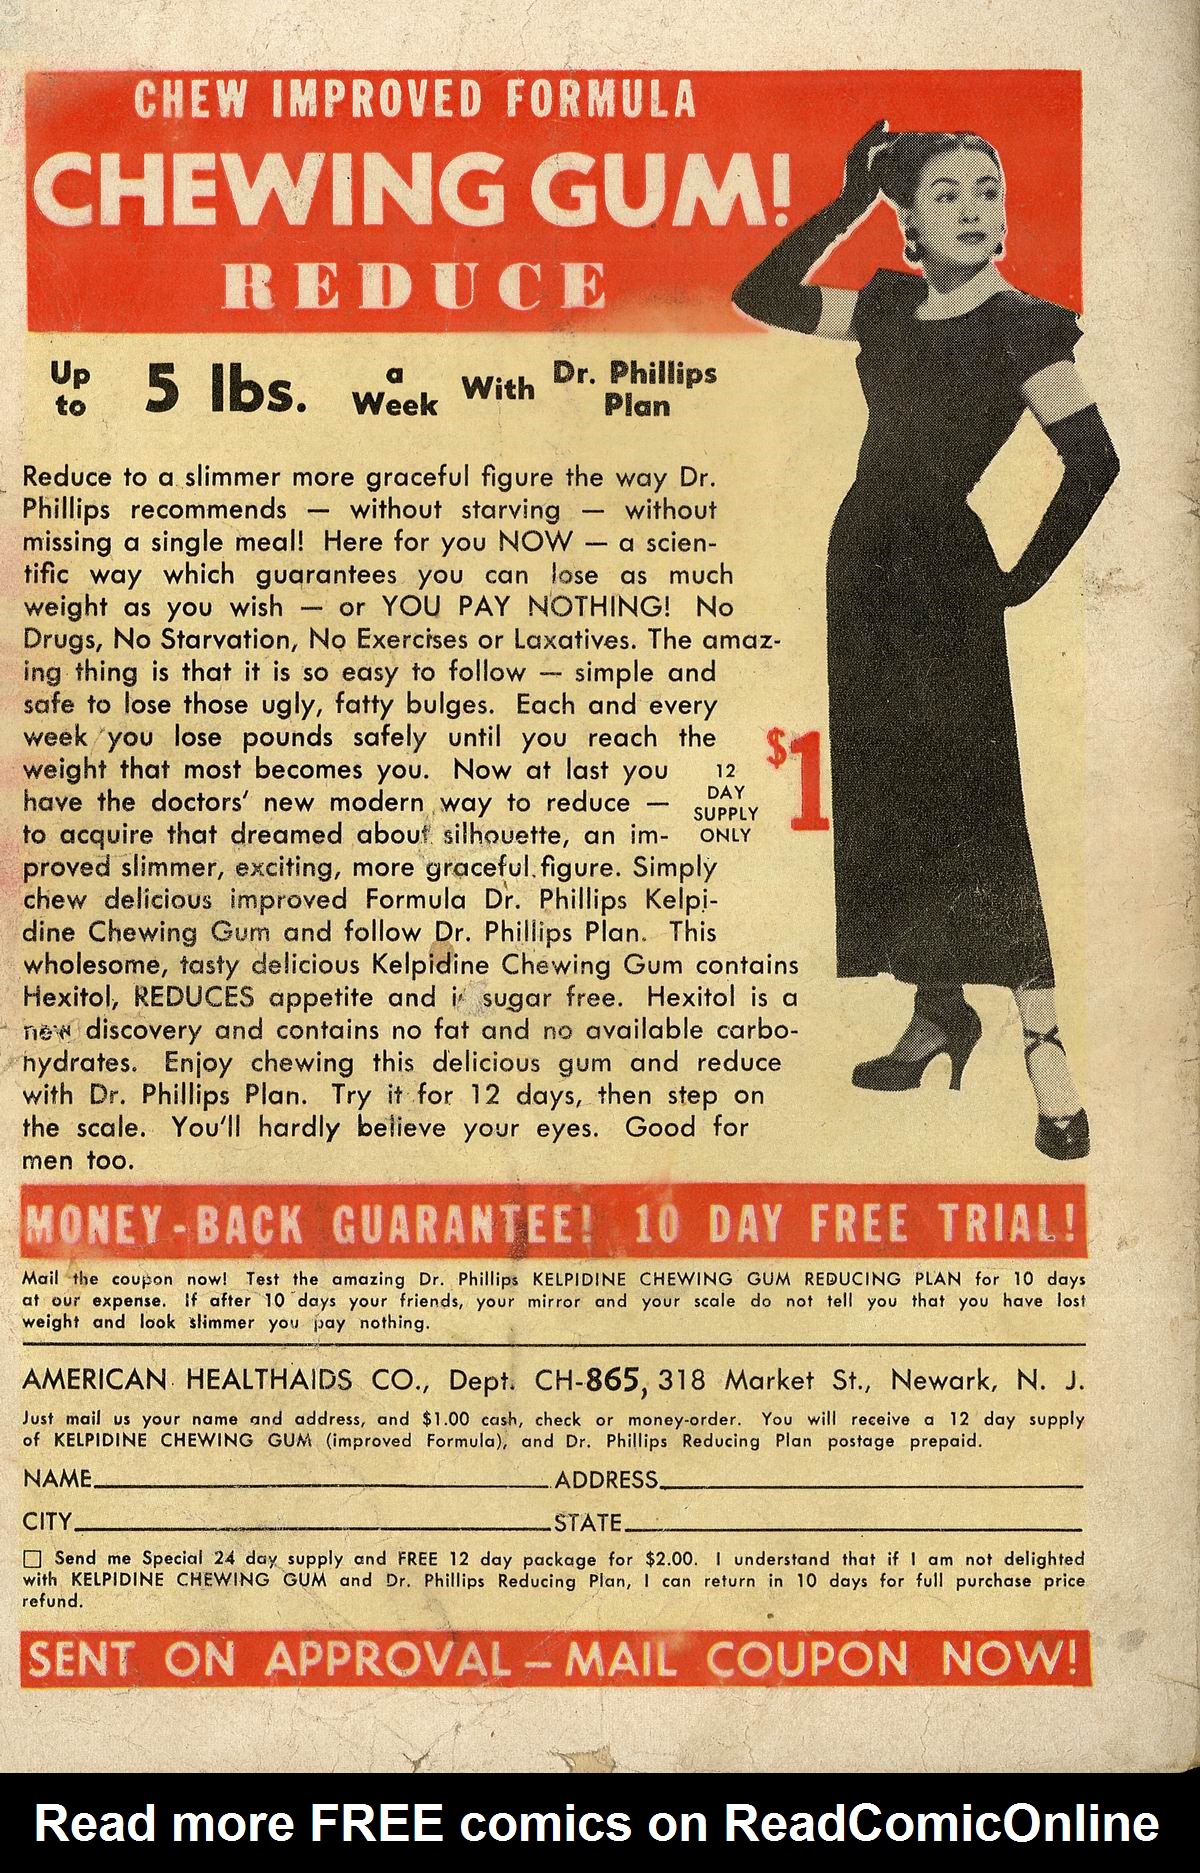 CHEW IMPROVED FORMULA
CHEWING GUM!
REDUCE
Up to 5 lbs. a Week With Dr. Phillips Plan
Reduce to a slimmer more graceful figure the way Dr.
Phillips recommends — without starving — without
missing a single meal! Here for you NOW — a scien-
tific way which guarantees you can lose as much
weight as you wish — or YOU PAY NOTHING! No
Drugs, No Starvation, No Exercises or Laxatives. The amaz-
ing thing is that it is so easy to follow — simple and
safe to lose those ugly, fatty bulges. Each and every
week you lose pounds safely until you reach the
weight that most becomes you. Now at last you
have the doctors' new modern way to reduce —
to acquire that dreamed about silhouette, an im-
proved slimmer, exciting, more graceful figure. Simply
chew delicious improved Formula Dr. Phillips Kelpi-
dine Chewing Gum and follow Dr. Phillips Plan. This
wholesome, tasty delicious Kelpidine Chewing Gum contains
Hexitol, REDUCES appetite and is sugar free. Hexitol is a
new discovery and contains no fat and no available carbo-
hydrates. Enjoy chewing this delicious gum and reduce
with Dr. Phillips Plan. Try it for 12 days, then step on
the scale. You'll hardly believe your eyes. Good for
men too.
12
DAY
SUPPLY
ONLY
$1
MONEY-BACK GUARANTEE! 10 DAY FREE TRIAL!
Mail the coupon now! Test the amazing Dr. Phillips KELPIDINE CHEWING GUM REDUCING PLAN for 10 days
at our expense. If after 10 days your friends, your mirror and your scale do not tell you that you have lost
weight and look slimmer you pay nothing.
AMERICAN HEALTHAIDS CO., Dept. CH-865, 318 Market St., Newark, N. J.
Just mail us your name and address, and $1.00 cash, check or money-order. You will receive a 12 day supply
of KELPIDINE CHEWING GUM (improved Formula), and Dr. Phillips Reducing Plan postage prepaid.
NAME ADDRESS
CITY STATE
Send me Special 24 day supply and FREE 12 day package for $2.00. I understand that if I am not delighted
with KELPIDINE CHEWING GUM and Dr. Phillips Reducing Plan, I can return in 10 days for full purchase price
refund.
SENT ON APPROVAL — MAIL COUPON NOW!
Read more FREE comics on ReadComicOnline